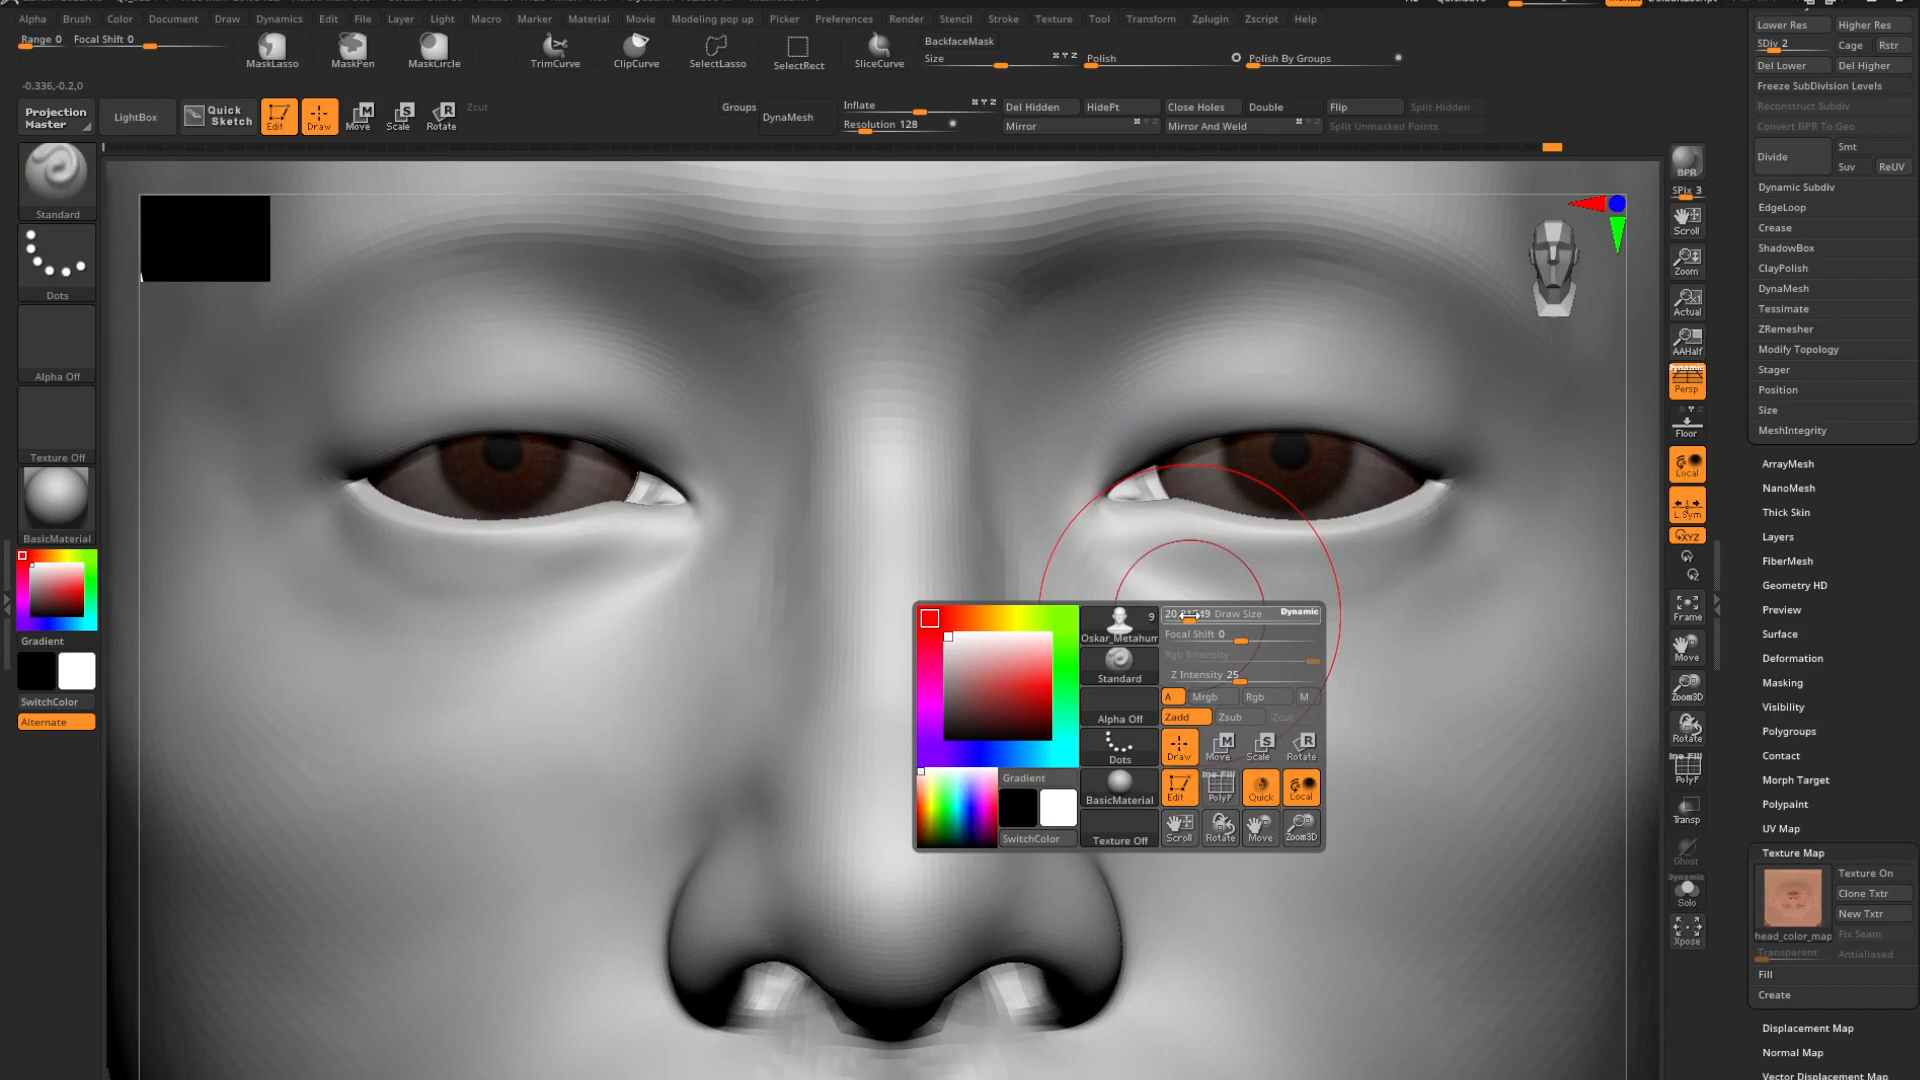 Alpha Brush Color Document Draw Dynamics Edit File Layer Light Macro Marker Material Movie Modeling pop up Picker Preferences Render Stencil Stroke Texture Tool Transform Zplugin Zscript Help
Range 0 Focal Shift 0
MaskLasso MaskPen MaskCircle TrimCurve ClipCurve SelectLasso SelectRect SliceCurve
BackfaceMask
Size Polish Polish By Groups
-0.336,-0.2,0
Projection Master
LightBox
Quick Sketch
Edit Draw Move Scale Rotate
Zcut
Groups
DynaMesh
Inflate
Resolution 128
Del Hidden HidePt Close Holes Double Flip Split Hidden
Mirror Mirror And Weld Split Unmasked Points
Standard
Dots
Alpha Off
Texture Off
BasicMaterial
Gradient
SwitchColor
Alternate
Oskar_Metahum
9
Standard
Alpha Off
Dots
BasicMaterial
Texture Off
Gradient
SwitchColor
Draw Size Dynamic
Focal Shift 0
Rgb Intensity
Z Intensity 25
A Mrgb Rgb M
Zadd Zsub Zcut
Draw Move Scale Rotate
Edit PolyF Quick Local
Scroll Rotate Move Zoom3D
BPR
SPix 3
Scroll
Zoom
Actual
AAHalf
Dynamic
Persp
Floor
Local
L.Sym
XYZ
Frame
Move
Zoom3D
Rotate
PolyF
Transp
Ghost
Dynamic
Solo
Xpose
Lower Res Higher Res
SDiv 2 Cage Rstr
Del Lower Del Higher
Freeze SubDivision Levels
Reconstruct Subdiv
Convert BPR To Geo
Divide Smt
Suv ReUV
Dynamic Subdiv
EdgeLoop
Crease
ShadowBox
ClayPolish
DynaMesh
Tessimate
ZRemesher
Modify Topology
Stager
Position
Size
MeshIntegrity
ArrayMesh
NanoMesh
Thick Skin
Layers
FiberMesh
Geometry HD
Preview
Surface
Deformation
Masking
Visibility
Polygroups
Contact
Morph Target
Polypaint
UV Map
Texture Map
Texture On
Clone Txtr
New Txtr
head_color_map
Fix Seam
Transparent Antialiased
Fill
Create
Displacement Map
Normal Map
Vector Displacement Map